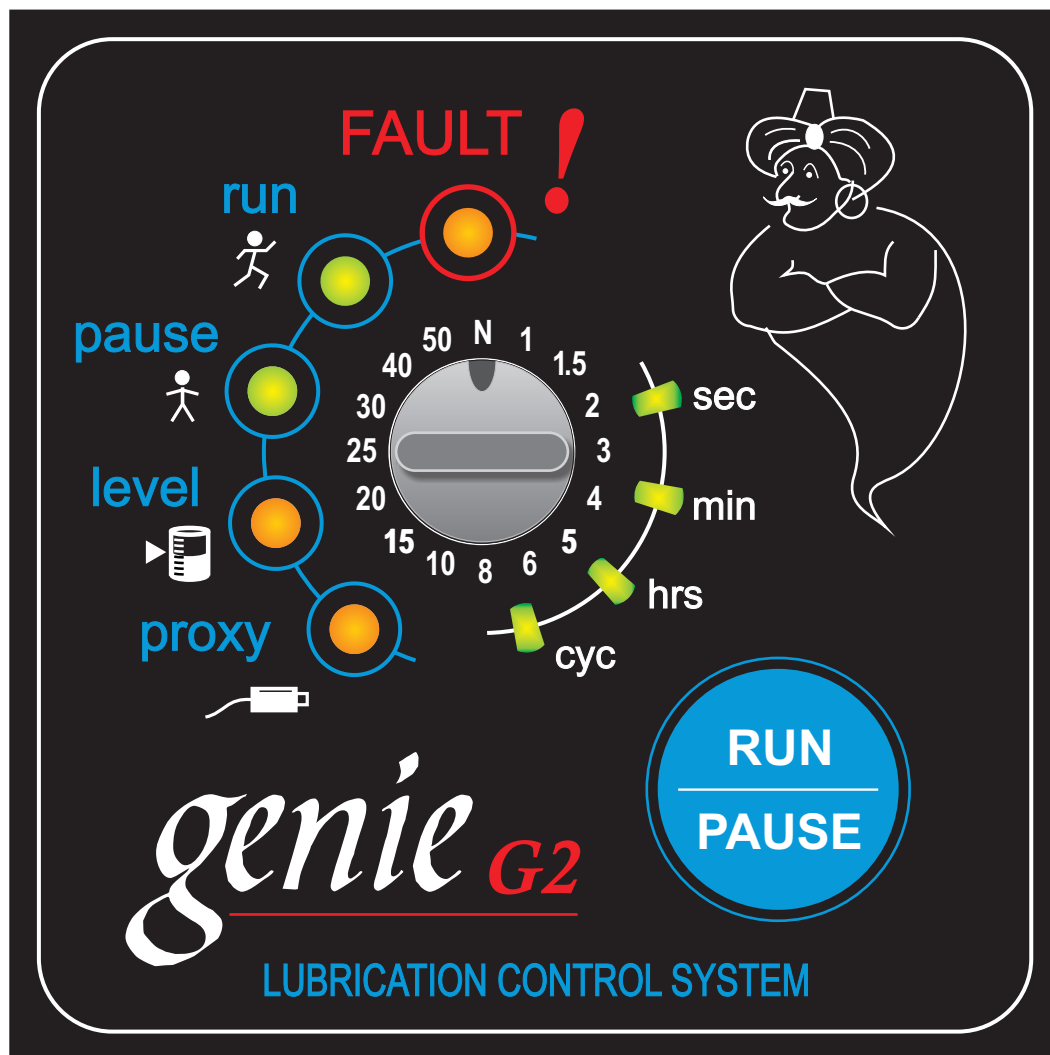 FAULT !
run
pause
level
proxy
N
1
1.5
2
3
4
5
6
8
10
15
20
25
30
40
50
sec
min
hrs
cyc
RUN
PAUSE
genie G2
LUBRICATION CONTROL SYSTEM